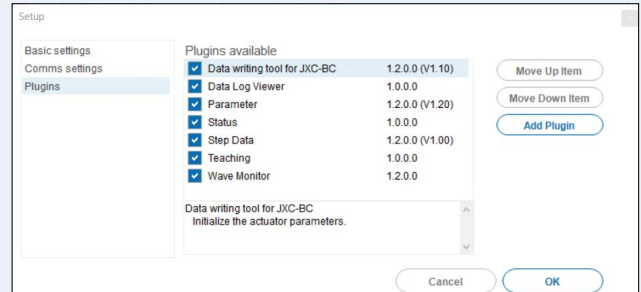 Setup
Basic settings
Comms settings
Plugins
Plugins available
Data writing tool for JXC-BC 1.2.0.0 (V1.10)
Data Log Viewer 1.0.0.0
Parameter 1.2.0.0 (V1.20)
Status 1.0.0.0
Step Data 1.2.0.0 (V1.00)
Teaching 1.0.0.0
Wave Monitor 1.2.0.0
Data writing tool for JXC-BC
Initialize the actuator parameters.
Move Up Item
Move Down Item
Add Plugin
Cancel OK